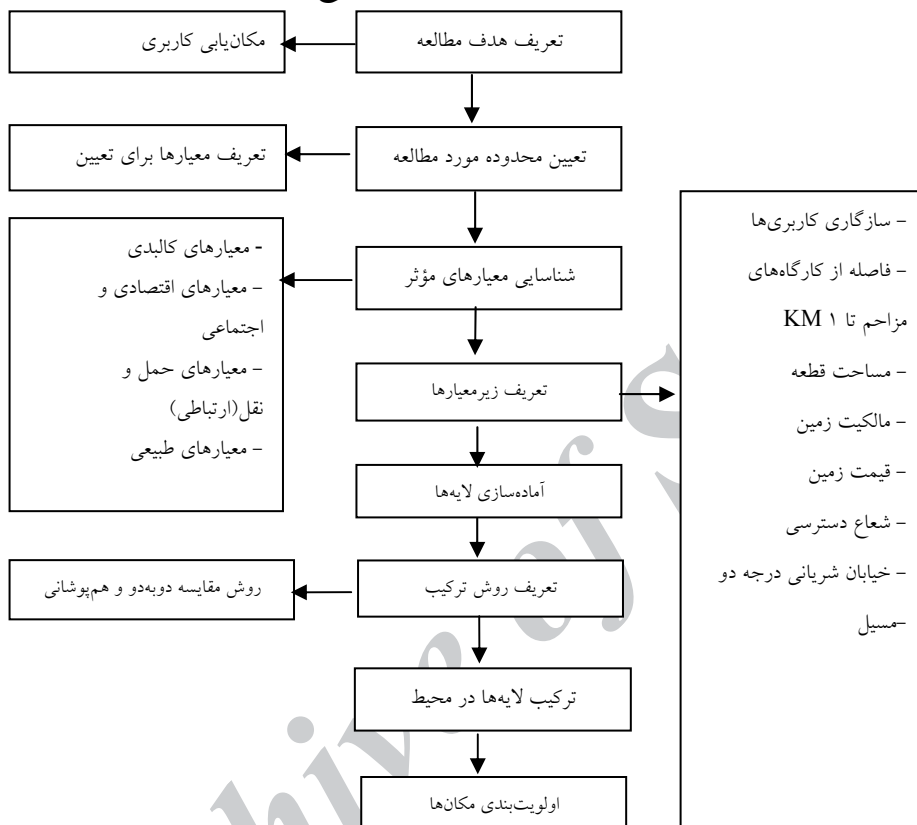 تعریف هدف مطالعه
مکان‌یابی کاربری
تعیین محدوده مورد مطالعه
تعریف معیارها برای تعیین
شناسایی معیارهای مؤثر
- معیارهای کالبدی
- معیارهای اقتصادی و
اجتماعی
- معیارهای حمل و
نقل(ارتباطی)
- معیارهای طبیعی
تعریف زیرمعیارها
- سازگاری کاربری‌ها
- فاصله از کارگاه‌های
مزاحم تا ۱ KM
- مساحت قطعه
- مالکیت زمین
- قیمت زمین
- شعاع دسترسی
- خیابان شریانی درجه دو
-مسیل
آماده‌سازی لایه‌ها
تعریف روش ترکیب
روش مقایسه دوبه‌دو و هم‌پوشانی
ترکیب لایه‌ها در محیط
اولویت‌بندی مکان‌ها
hive of S